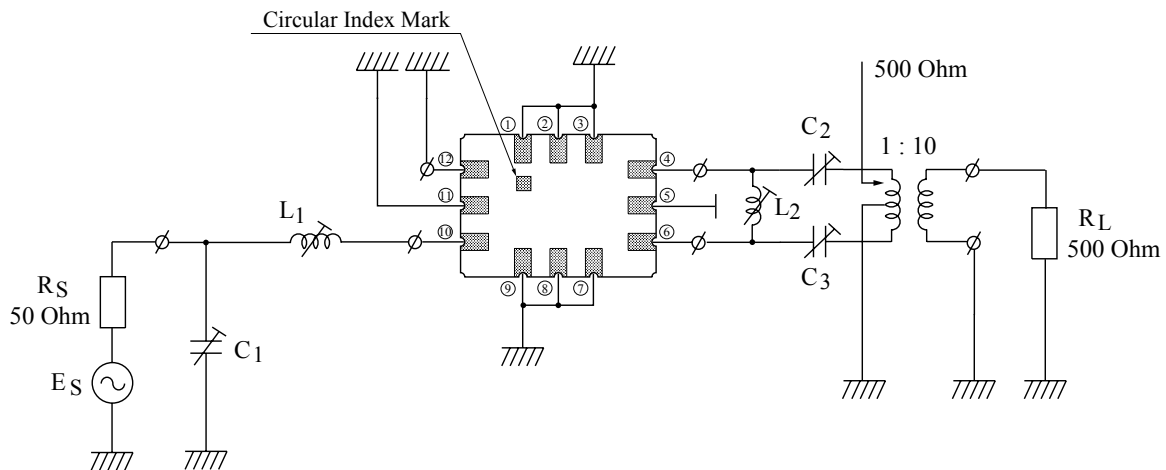 Circular Index Mark
500 Ohm
① ② ③
C2
1 : 10
⑫
④
⑪
⑤
L2
L1
⑩
⑥
RL
500 Ohm
C3
⑨ ⑧ ⑦
RS
50 Ohm
C1
ES